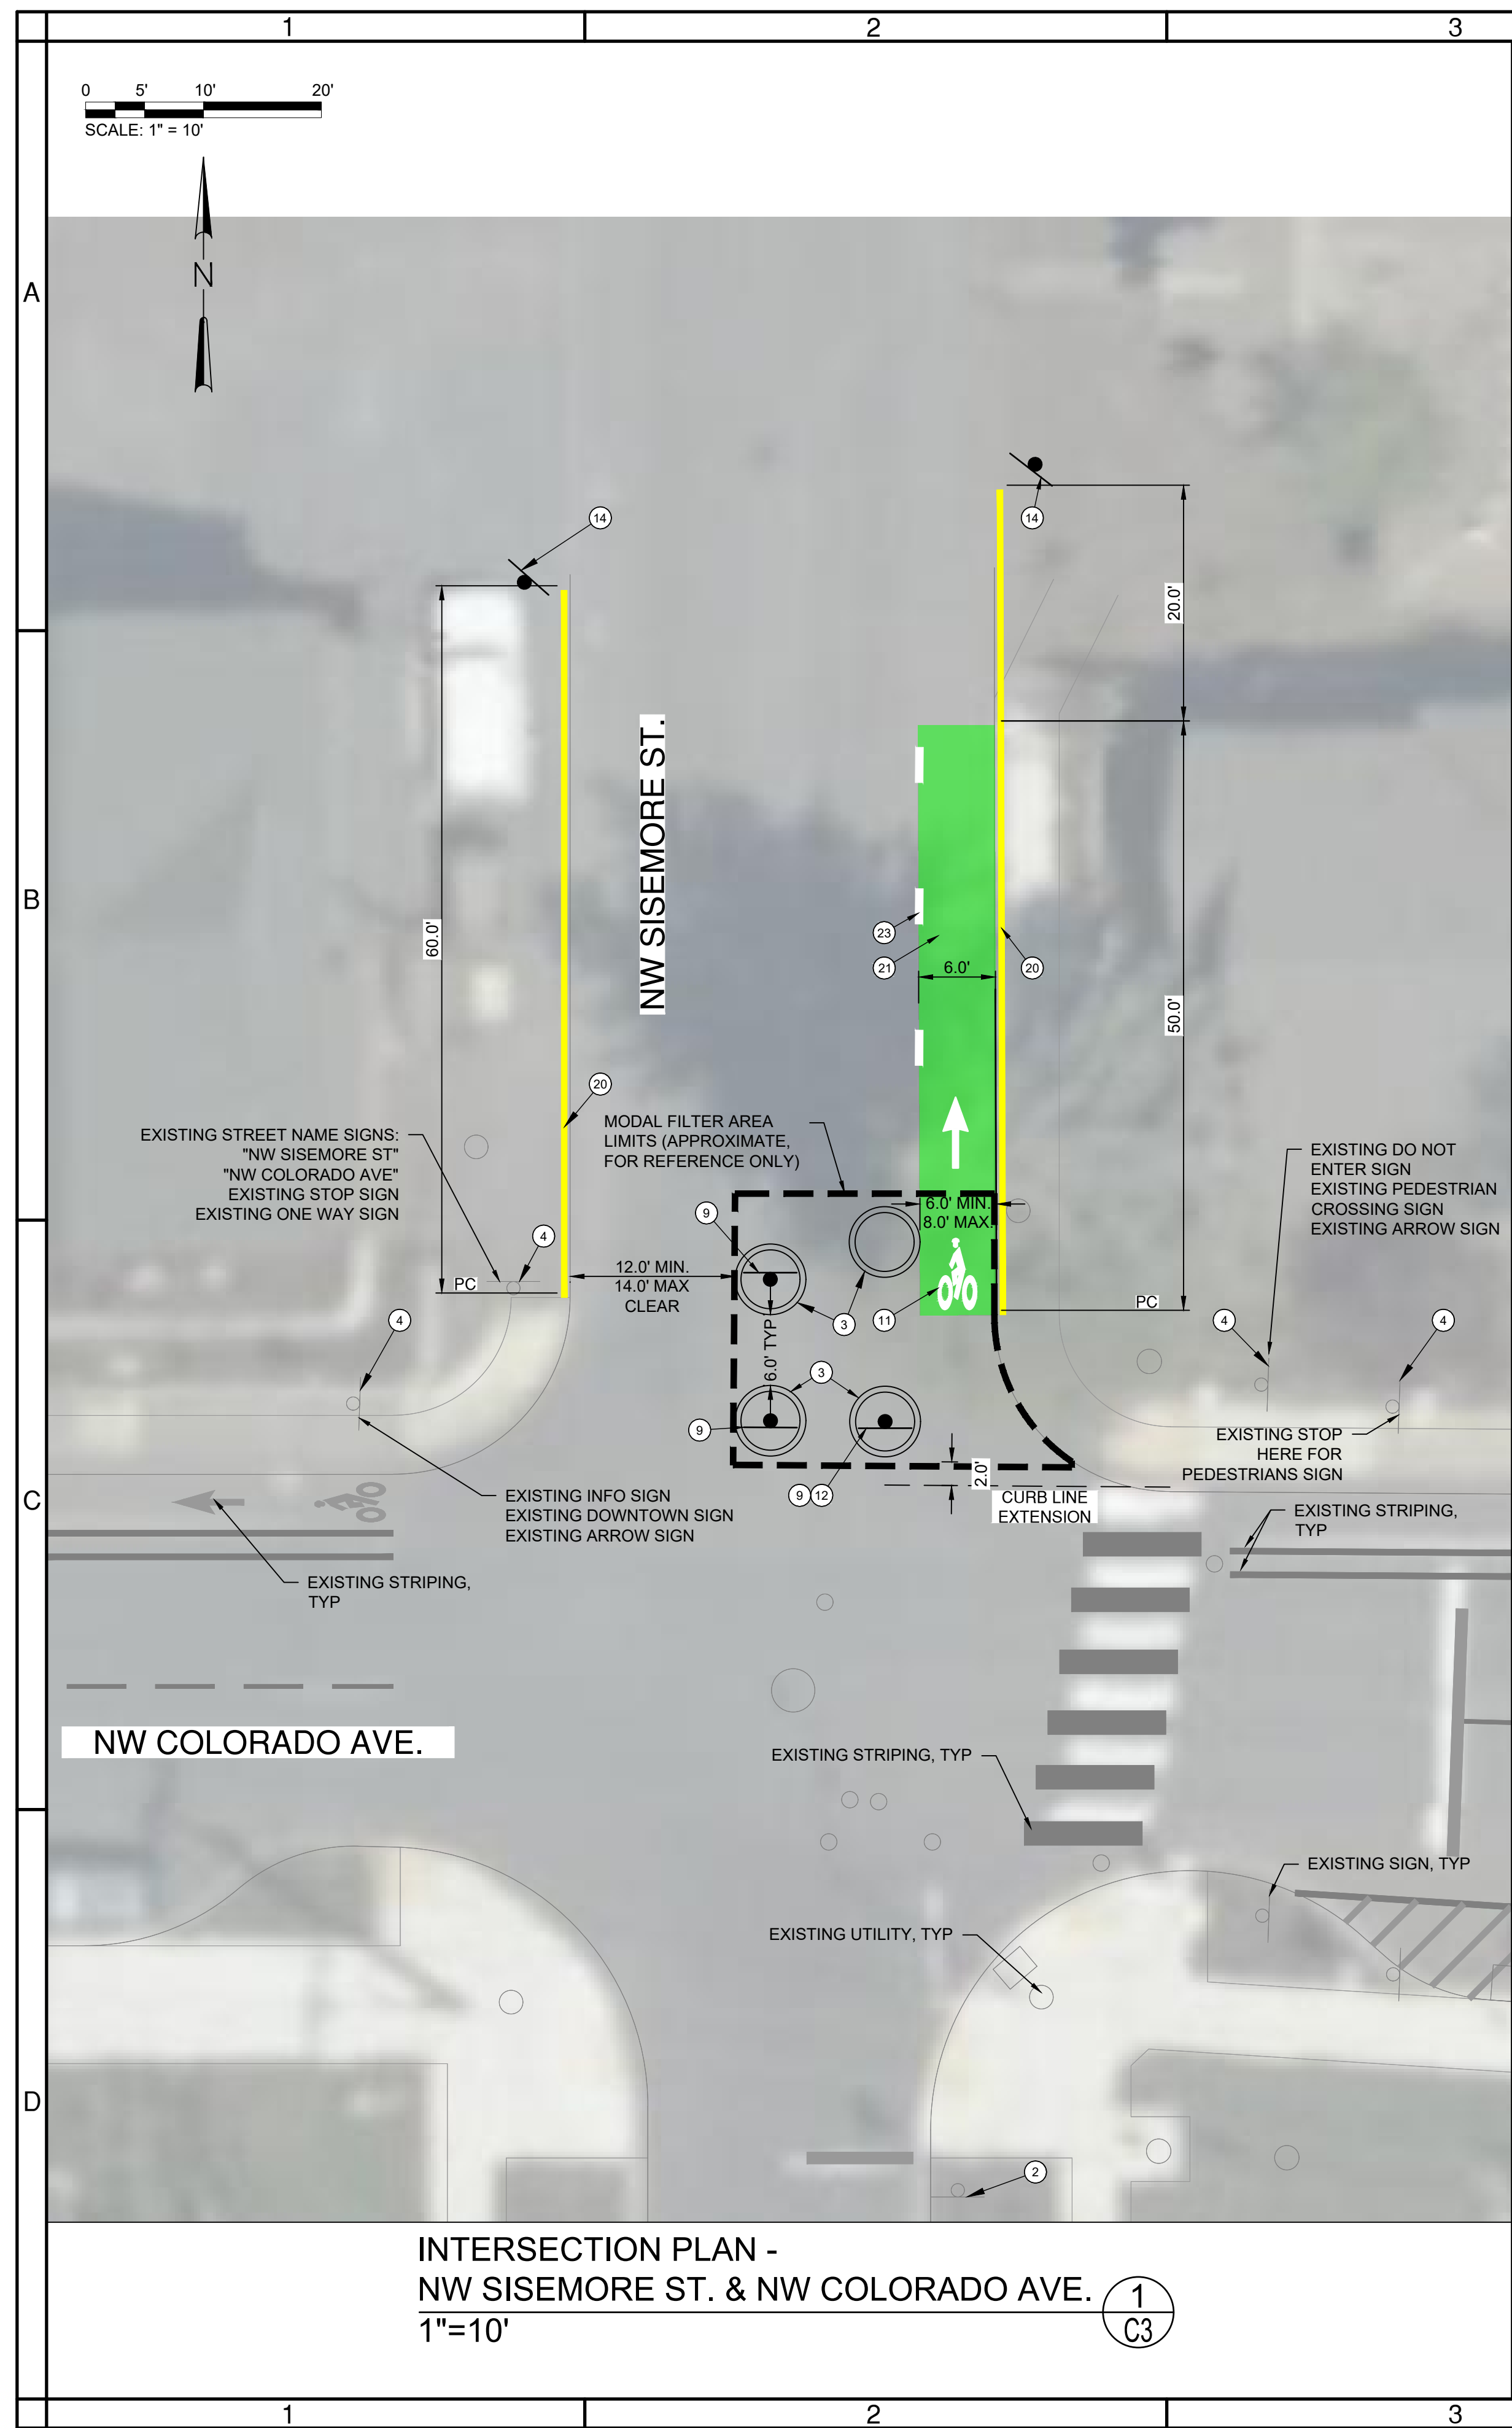 1
2
3
0 5' 10' 20'
SCALE: 1" = 10'
N
A
14
14
20.0'
B
NW SISEMORE ST.
60.0'
23
21
6.0'
20
50.0'
20
EXISTING STREET NAME SIGNS:
"NW SISEMORE ST"
"NW COLORADO AVE"
EXISTING STOP SIGN
EXISTING ONE WAY SIGN
MODAL FILTER AREA
LIMITS (APPROXIMATE,
FOR REFERENCE ONLY)
EXISTING DO NOT
ENTER SIGN
EXISTING PEDESTRIAN
CROSSING SIGN
EXISTING ARROW SIGN
6.0' MIN.
8.0' MAX.
9
4
PC
12.0' MIN.
14.0' MAX
CLEAR
PC
4
3
11
4
4
6.0' TYP
3
9
C
EXISTING STOP
HERE FOR
PEDESTRIANS SIGN
2.0'
9 12
CURB LINE
EXTENSION
EXISTING INFO SIGN
EXISTING DOWNTOWN SIGN
EXISTING ARROW SIGN
EXISTING STRIPING,
TYP
EXISTING STRIPING,
TYP
NW COLORADO AVE.
EXISTING STRIPING, TYP
EXISTING SIGN, TYP
EXISTING UTILITY, TYP
D
2
INTERSECTION PLAN -
NW SISEMORE ST. & NW COLORADO AVE.
1"=10'
1
C3
1
2
3